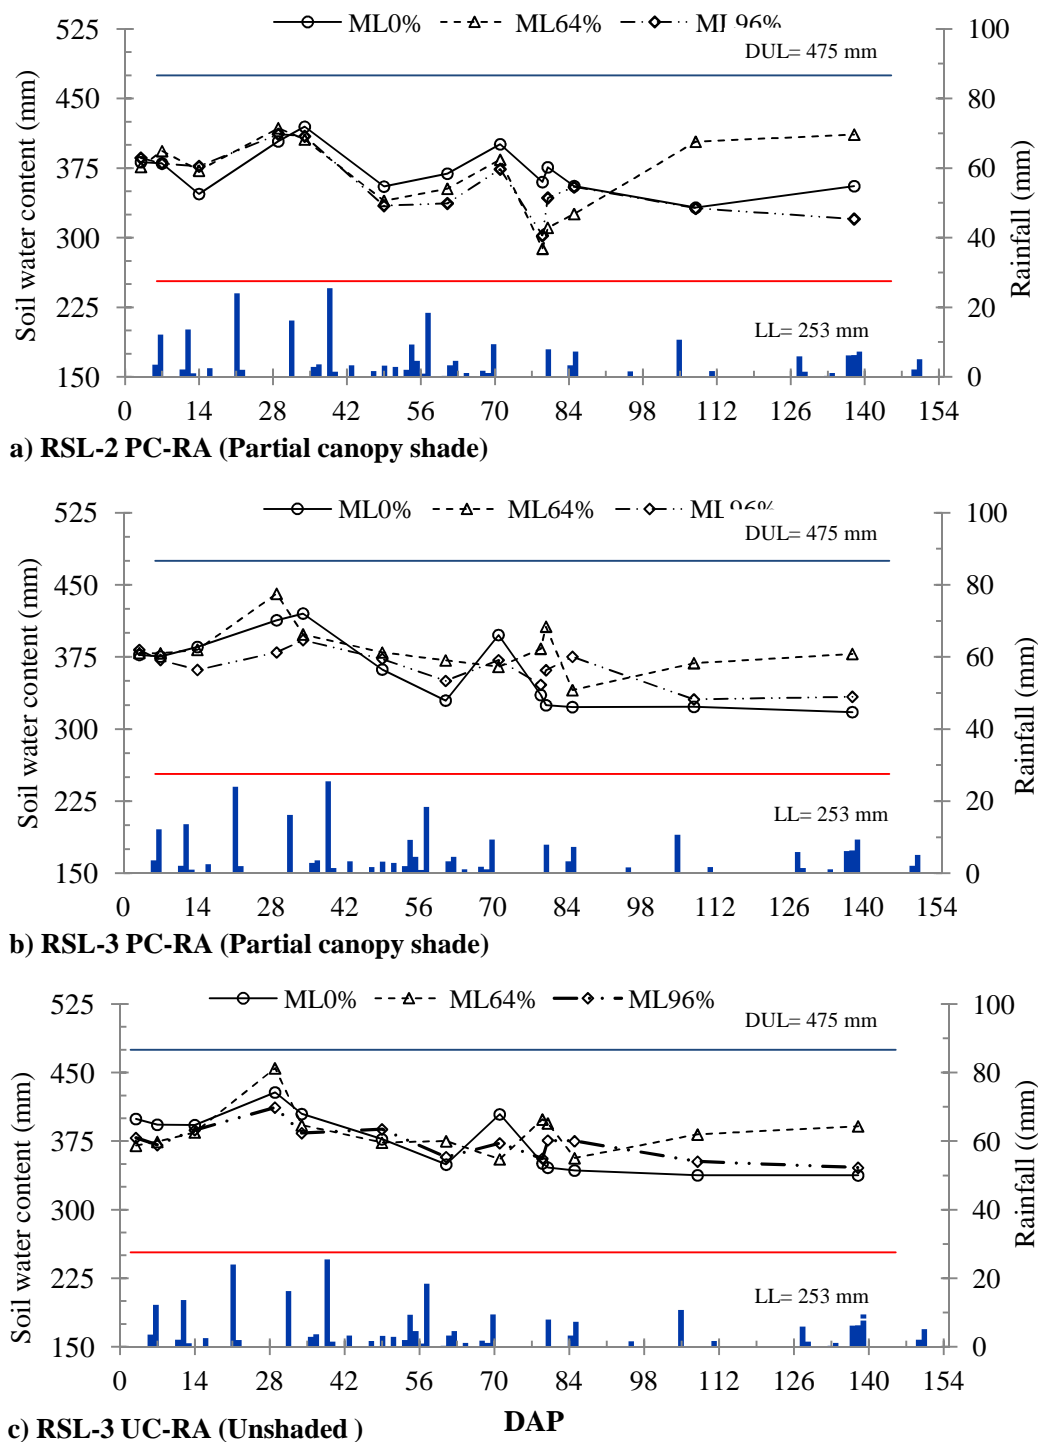 ML0% ML64% ML96%
525 100
DUL= 475 mm
450 80
375 60
300 40
225 20
LL= 253 mm
150 0
Soil water content (mm)
Rainfall (mm)
0 14 28 42 56 70 84 98 112 126 140 154
a) RSL-2 PC-RA (Partial canopy shade)
ML0% ML64% ML96%
525 100
DUL= 475 mm
450 80
375 60
300 40
225 20
LL= 253 mm
150 0
Soil water content (mm)
Rainfall (mm)
0 14 28 42 56 70 84 98 112 126 140 154
b) RSL-3 PC-RA (Partial canopy shade)
ML0% ML64% ML96%
525 100
DUL= 475 mm
450 80
375 60
300 40
225 20
LL= 253 mm
150 0
Soil water content (mm)
Rainfall ((mm)
0 14 28 42 56 70 84 98 112 126 140 154
DAP
c) RSL-3 UC-RA (Unshaded )